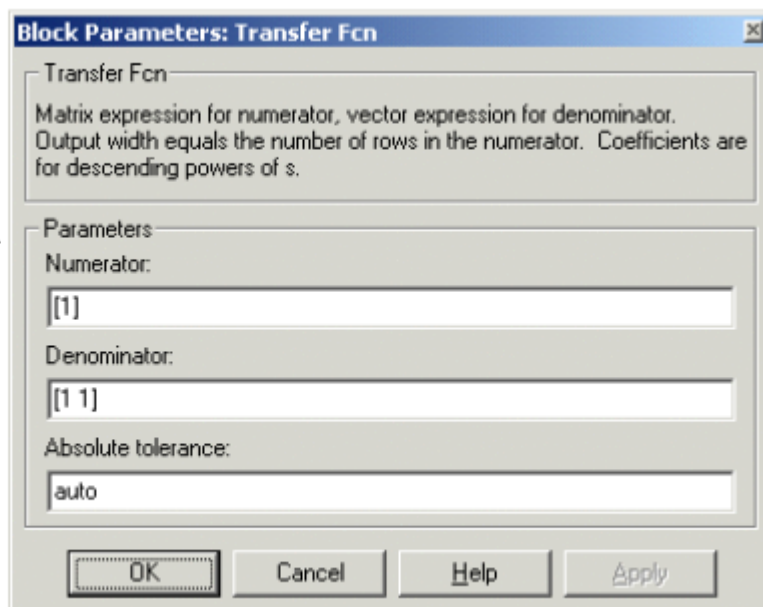 Block Parameters: Transfer Fcn
Transfer Fcn
Matrix expression for numerator, vector expression for denominator.
Output width equals the number of rows in the numerator. Coefficients are
for descending powers of s.
Parameters
Numerator:
[1]
Denominator:
[1 1]
Absolute tolerance:
auto
OK
Cancel
Help
Apply